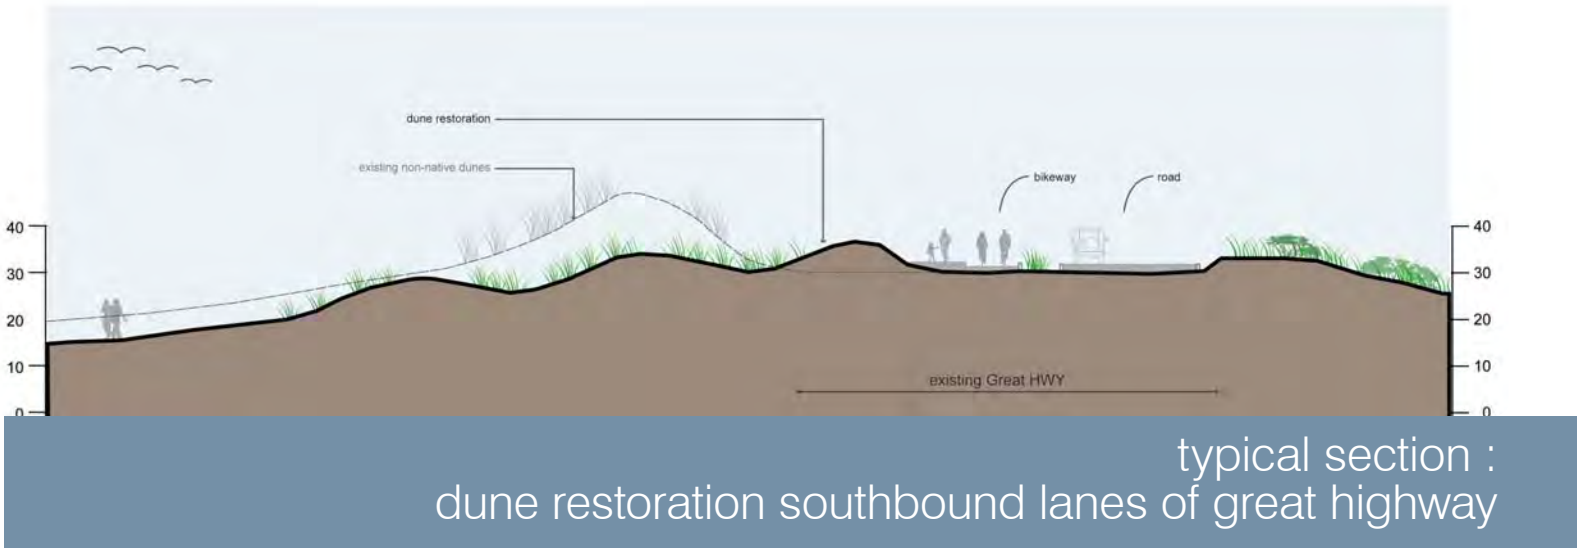 dune restoration
existing non-native dunes
bikeway
road
40
30
20
10
0
40
30
20
10
0
existing Great HWY
typical section :
dune restoration southbound lanes of great highway